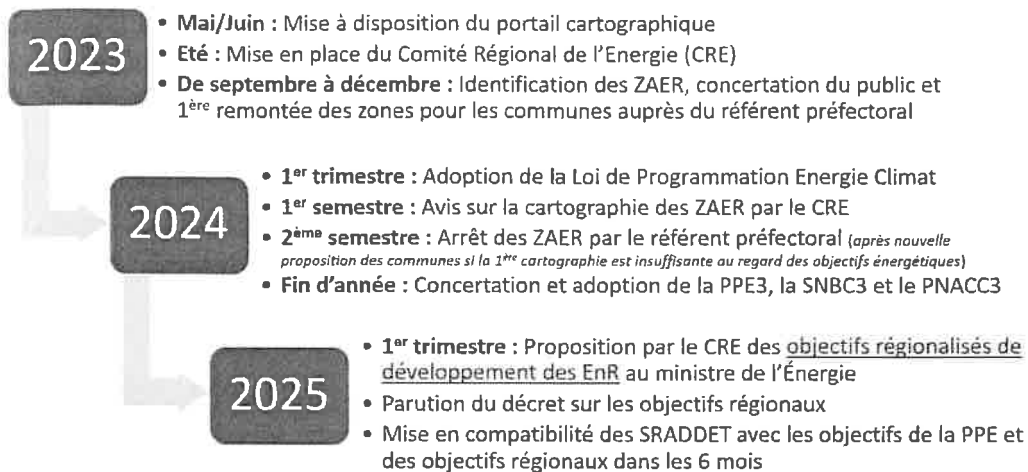 2023
• Mai/Juin : Mise à disposition du portail cartographique
• Eté : Mise en place du Comité Régional de l'Energie (CRE)
• De septembre à décembre : Identification des ZAER, concertation du public et
1ère remontée des zones pour les communes auprès du référent préfectoral
2024
• 1er trimestre : Adoption de la Loi de Programmation Energie Climat
• 1er semestre : Avis sur la cartographie des ZAER par le CRE
• 2ème semestre : Arrêt des ZAER par le référent préfectoral (après nouvelle
proposition des communes si la 1ère cartographie est insuffisante au regard des objectifs énergétiques)
• Fin d'année : Concertation et adoption de la PPE3, la SNBC3 et le PNACC3
2025
• 1er trimestre : Proposition par le CRE des objectifs régionalisés de
développement des EnR au ministre de l'Énergie
• Parution du décret sur les objectifs régionaux
• Mise en compatibilité des SRADDET avec les objectifs de la PPE et
des objectifs régionaux dans les 6 mois